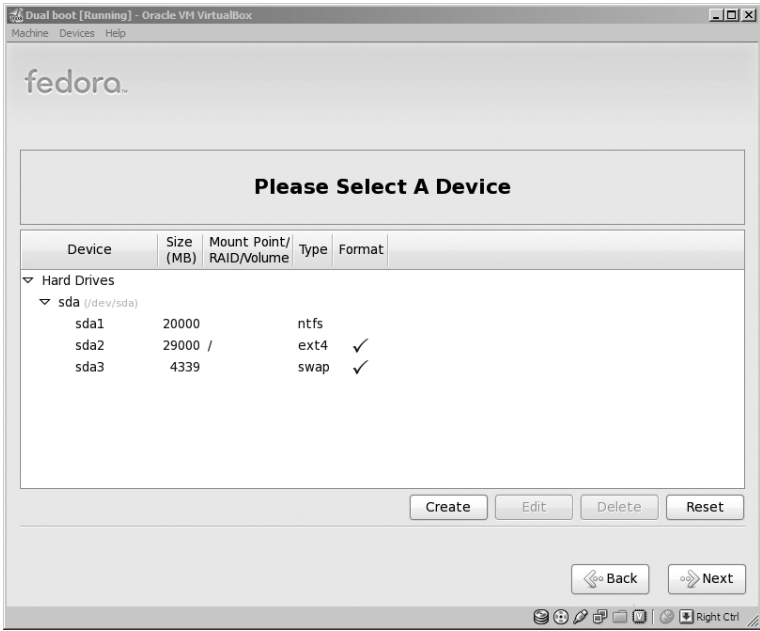 Dual boot [Running] - Oracle VM VirtualBox
Machine Devices Help
fedora™
Please Select A Device
Device Size (MB) Mount Point/ RAID/Volume Type Format
Hard Drives
sda (/dev/sda)
sda1 20000 ntfs
sda2 29000 / ext4 ✓
sda3 4339 swap ✓
Create Edit Delete Reset
Back Next
Right Ctrl